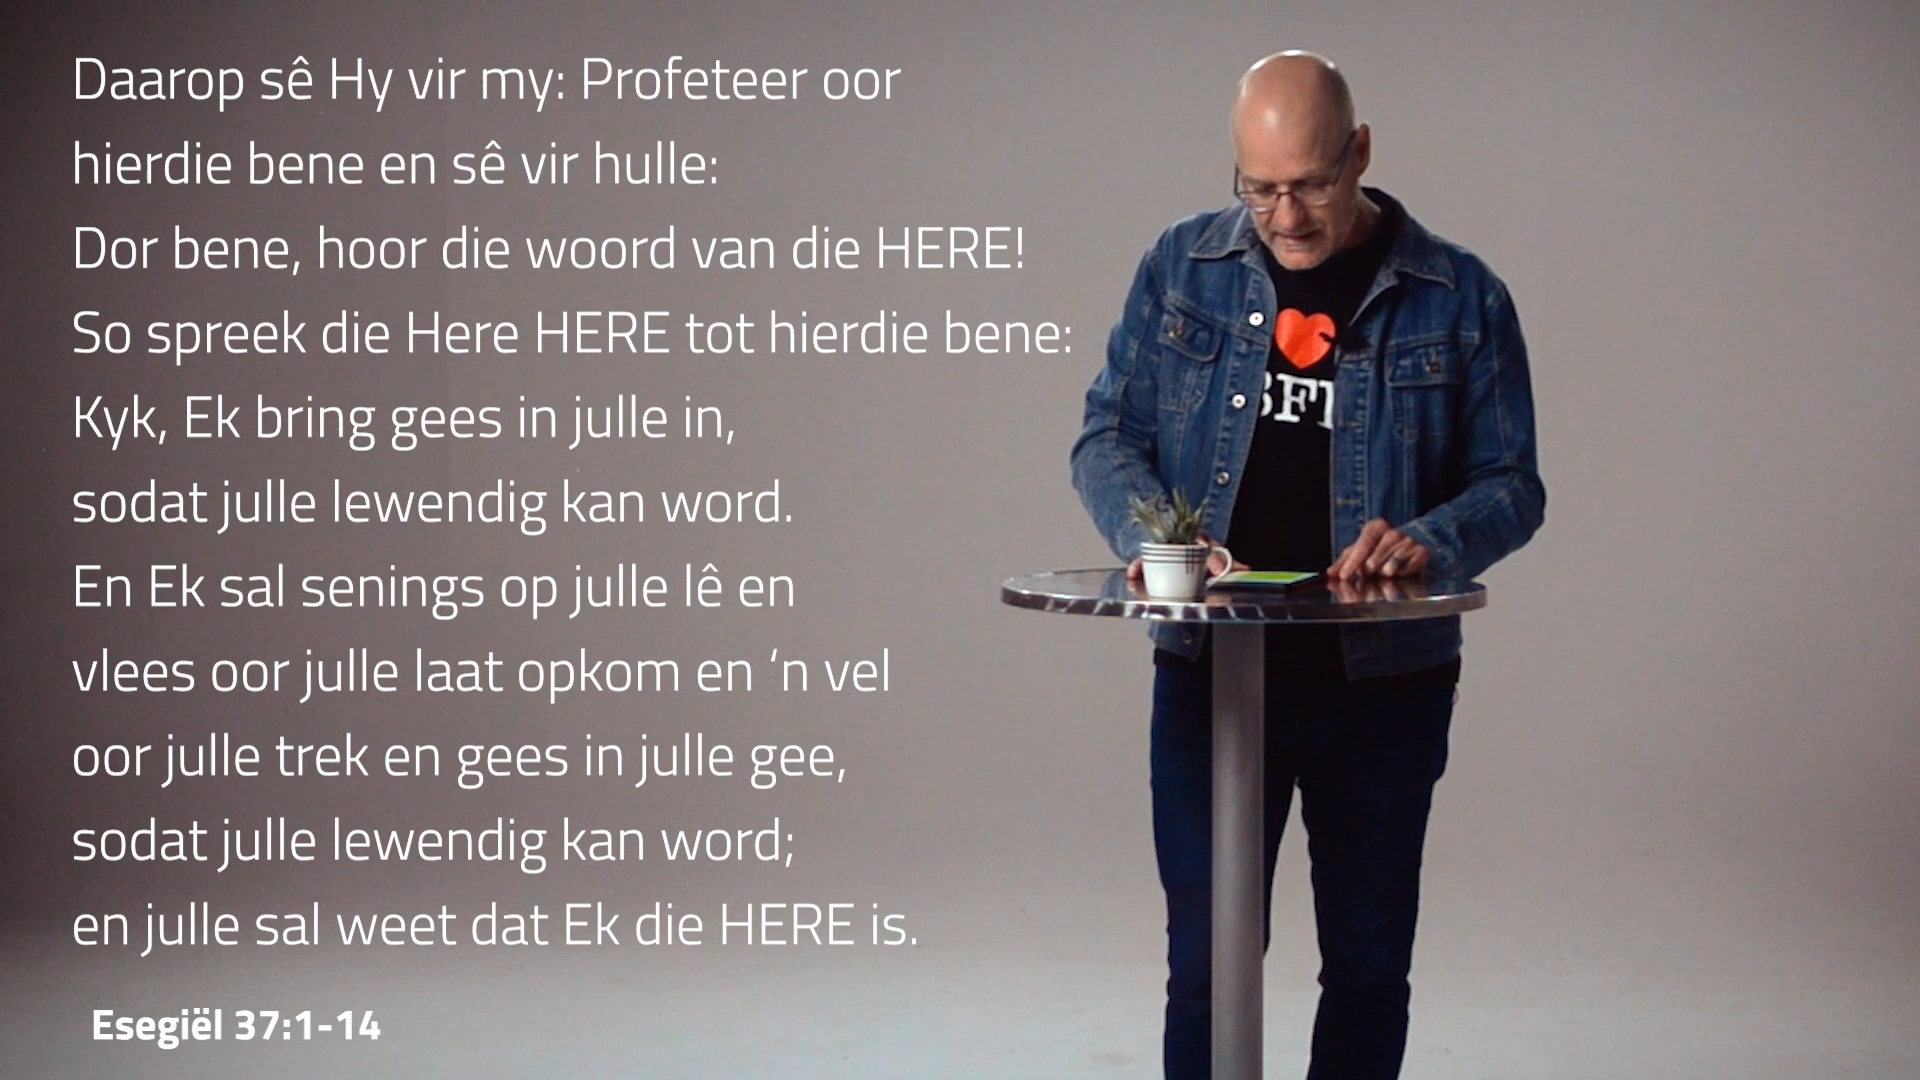 Daarop sê Hy vir my: Profeteer oor
hierdie bene en sê vir hulle:
Dor bene, hoor die woord van die HERE!
So spreek die Here HERE tot hierdie bene:
Kyk, Ek bring gees in julle in,
sodat julle lewendig kan word.
En Ek sal senings op julle lê en
vlees oor julle laat opkom en ‘n vel
oor julle trek en gees in julle gee,
sodat julle lewendig kan word;
en julle sal weet dat Ek die HERE is.
Esegiël 37:1-14